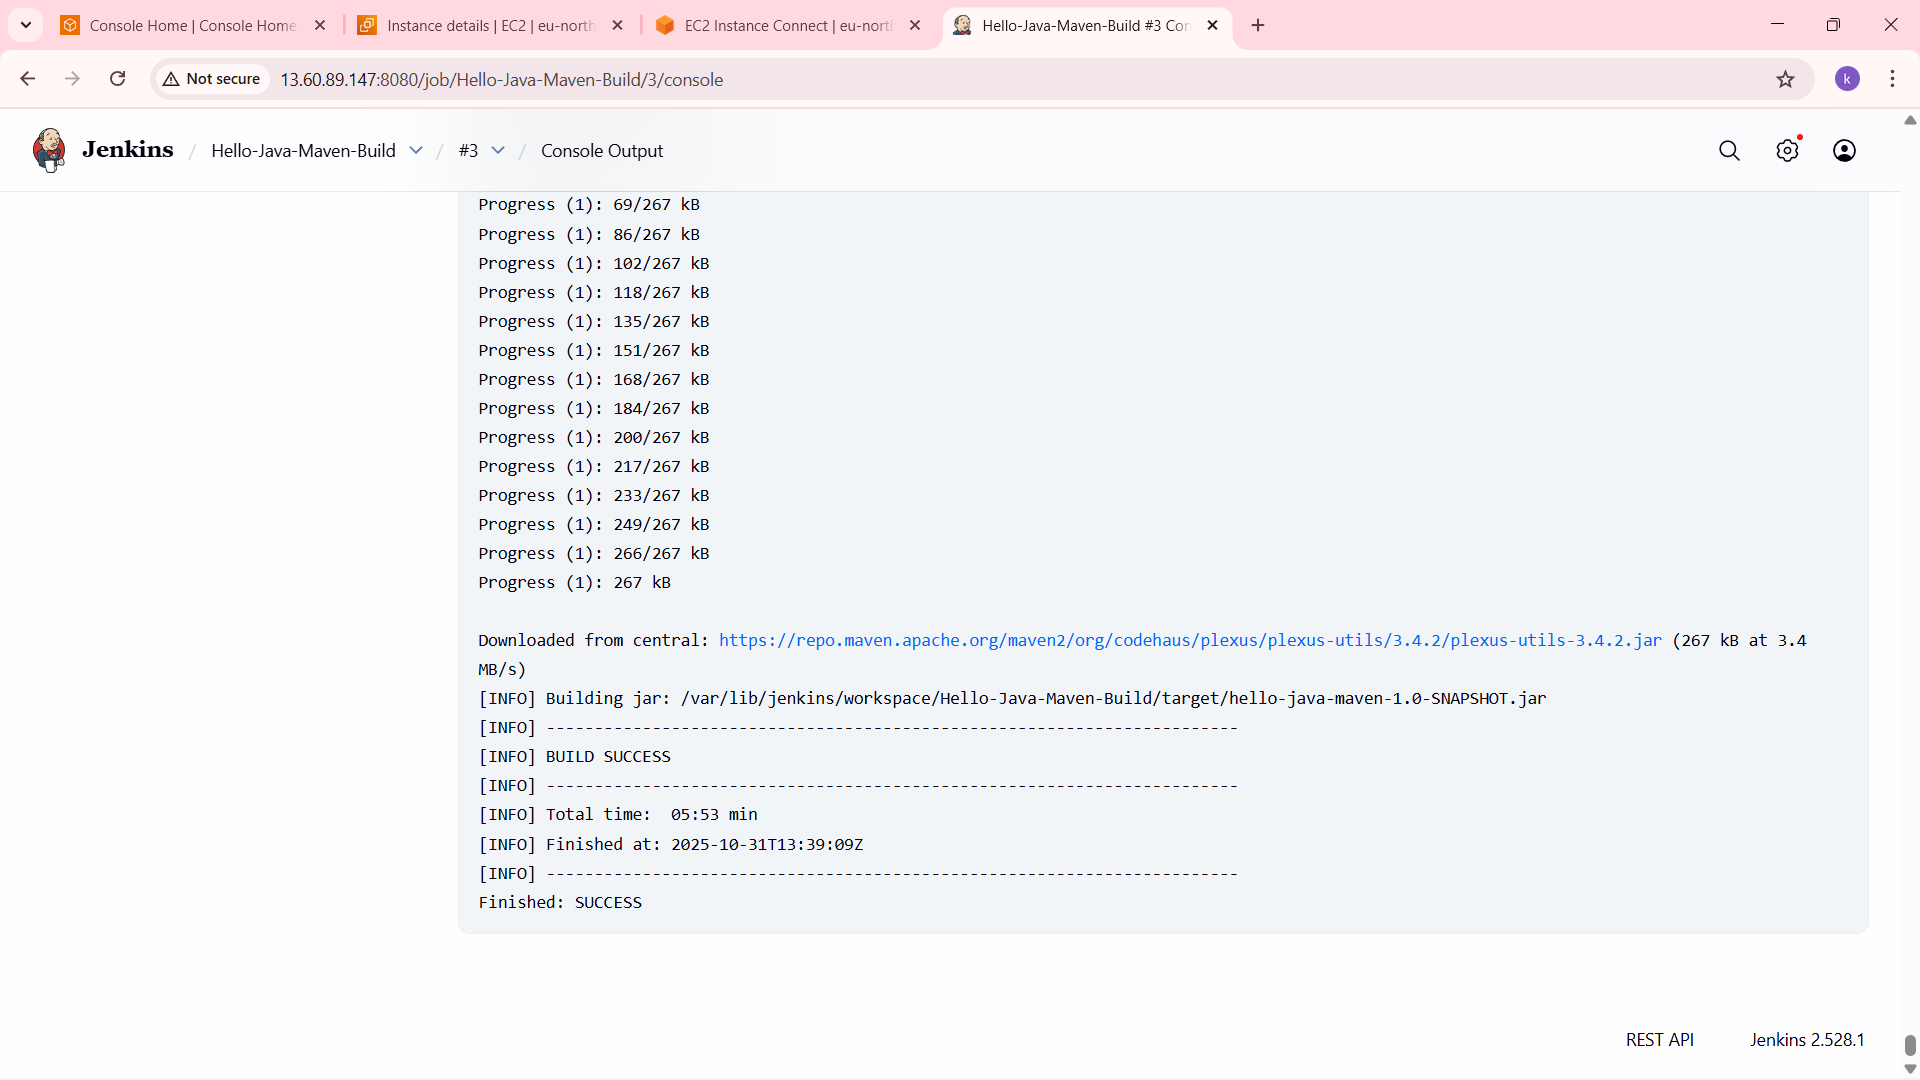 Console Home | Console Home
Instance details | EC2 | eu-north
EC2 Instance Connect | eu-nort
Hello-Java-Maven-Build #3 Con
Not secure
13.60.89.147:8080/job/Hello-Java-Maven-Build/3/console
k
Jenkins / Hello-Java-Maven-Build / #3 / Console Output
Progress (1): 69/267 kB
Progress (1): 86/267 kB
Progress (1): 102/267 kB
Progress (1): 118/267 kB
Progress (1): 135/267 kB
Progress (1): 151/267 kB
Progress (1): 168/267 kB
Progress (1): 184/267 kB
Progress (1): 200/267 kB
Progress (1): 217/267 kB
Progress (1): 233/267 kB
Progress (1): 249/267 kB
Progress (1): 266/267 kB
Progress (1): 267 kB
Downloaded from central: https://repo.maven.apache.org/maven2/org/codehaus/plexus/plexus-utils/3.4.2/plexus-utils-3.4.2.jar (267 kB at 3.4
MB/s)
[INFO] Building jar: /var/lib/jenkins/workspace/Hello-Java-Maven-Build/target/hello-java-maven-1.0-SNAPSHOT.jar
[INFO] ------------------------------------------------------------------------
[INFO] BUILD SUCCESS
[INFO] ------------------------------------------------------------------------
[INFO] Total time:  05:53 min
[INFO] Finished at: 2025-10-31T13:39:09Z
[INFO] ------------------------------------------------------------------------
Finished: SUCCESS
REST API
Jenkins 2.528.1